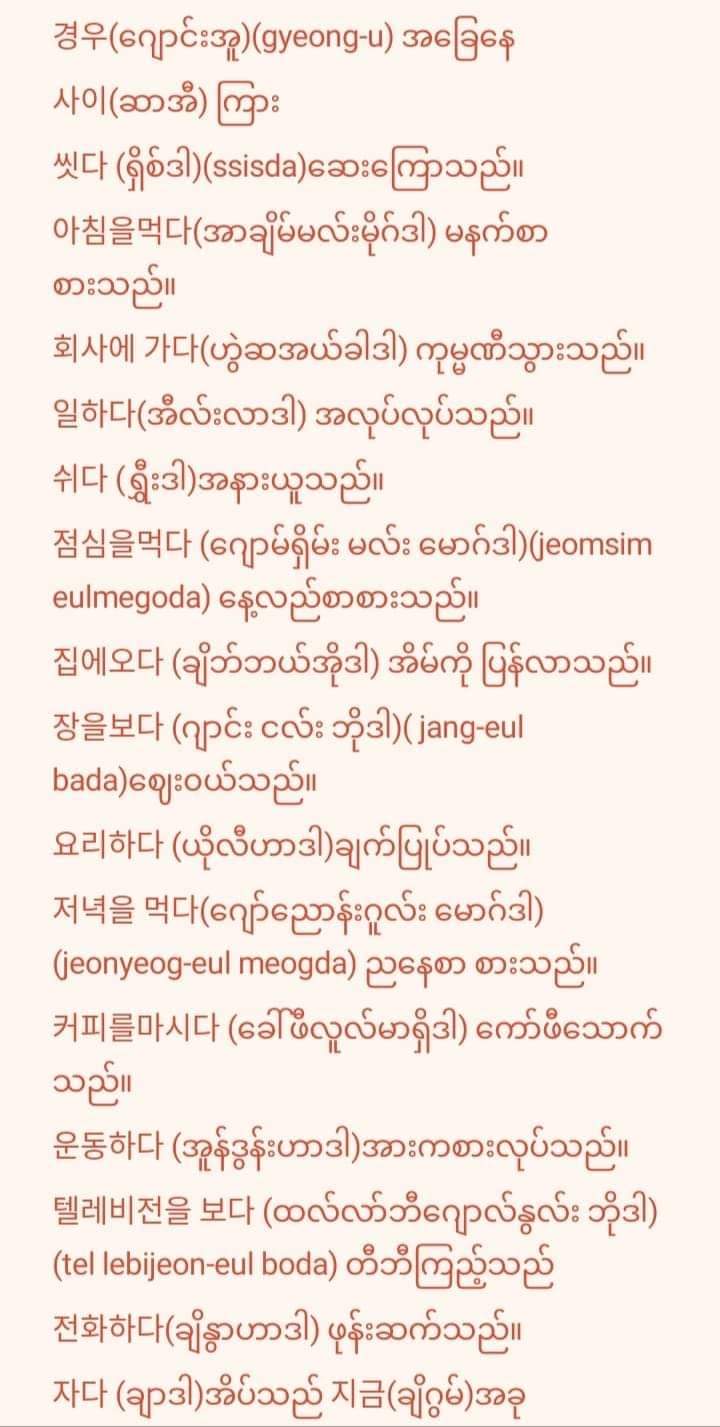 경우(ဂျောင်းအူ)(gyeong-u) အခြေနေ
사이(ဆာအီ) ကြား
씻다 (ရှိစ်ဒါ)(ssisda)ဆေးကြောသည်။
아침을먹다(အာချိမ်မလ်းမိုဂ်ဒါ) မနက်စာ
စားသည်။
회사에 가다(ဟွဲဆအယ်ခါဒါ) ကုမ္မဏီသွားသည်။
일하다(အီလ်းလာဒါ) အလုပ်လုပ်သည်။
쉬다 (ရွှီးဒါ)အနားယူသည်။
점심을먹다 (ဂျောမ်ရှိမ်း မလ်း မောဂ်ဒါ)(jeomsim
eulmegoda) နေ့လည်စာစားသည်။
집에오다 (ချိဘ်ဘယ်အိုဒါ) အိမ်ကို ပြန်လာသည်။
장을보다 (ဂျာင်း ငလ်း ဘိုဒါ)( jang-eul
bada)ဈေးဝယ်သည်။
요리하다 (ယိုလီဟာဒါ)ချက်ပြုပ်သည်။
저녁을 먹다(ဂျော်ညောန်းဂူလ်း မောဂ်ဒါ)
(jeonyeog-eul meogda) ညနေစာ စားသည်။
커피를마시다 (ခေါ်ဖီလူလ်မာရှိဒါ) ကော်ဖီသောက်
သည်။
운동하다 (အူန်ဒွန်းဟာဒါ)အားကစားလုပ်သည်။
텔레비전을 보다 (ထလ်လာ်ဘီဂျောလ်နွလ်း ဘိုဒါ)
(tel lebijeon-eul boda) တီဘီကြည့်သည်
전화하다(ချိနွာဟာဒါ) ဖုန်းဆက်သည်။
자다 (ချာဒါ)အိပ်သည် 지금(ချိဂွမ်)အခု